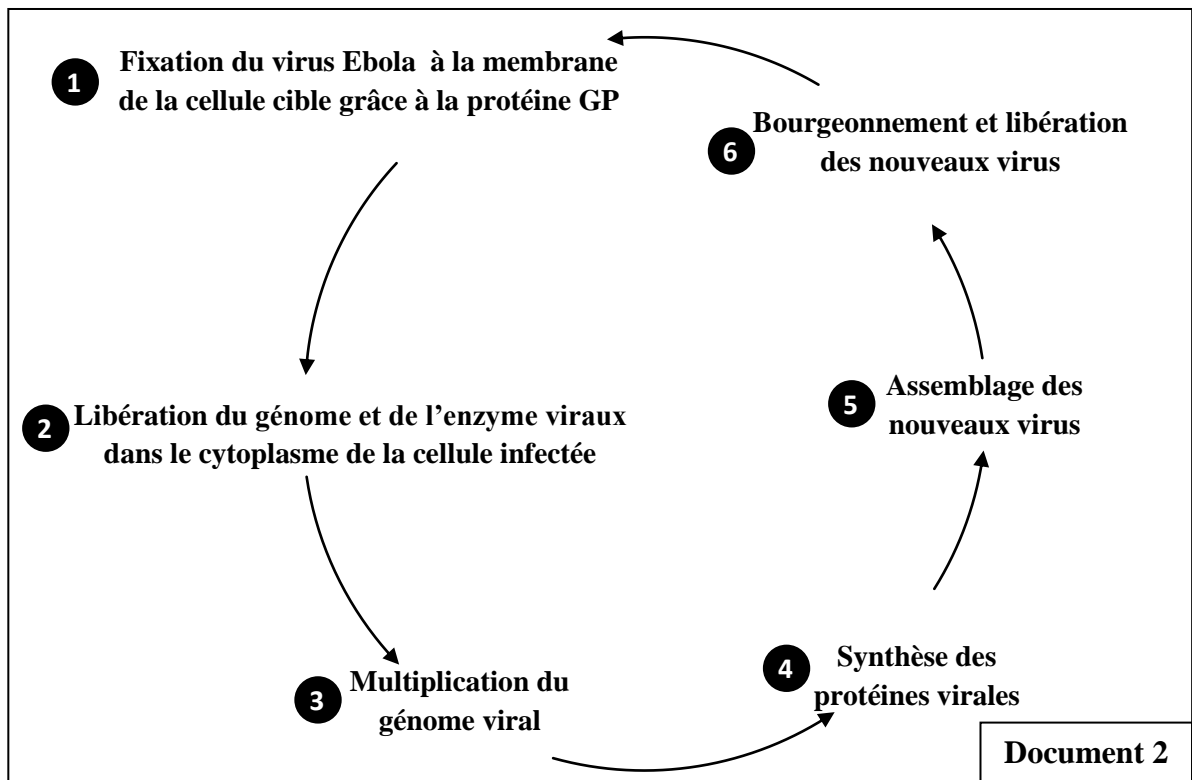 1
Fixation du virus Ebola à la membrane
de la cellule cible grâce à la protéine GP
2
Libération du génome et de l'enzyme viraux
dans le cytoplasme de la cellule infectée
3
Multiplication du
génome viral
4
Synthèse des
protéines virales
5
Assemblage des
nouveaux virus
6
Bourgeonnement et libération
des nouveaux virus
Document 2